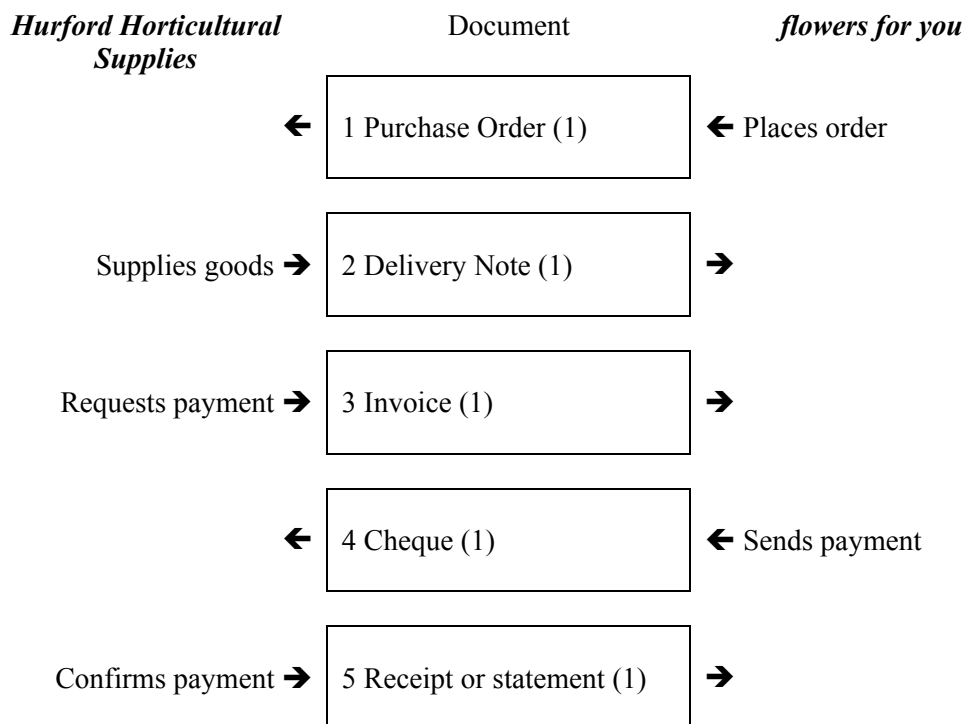 Hurford Horticultural Supplies Document flowers for you
← 1 Purchase Order (1) ← Places order
Supplies goods → 2 Delivery Note (1) →
Requests payment → 3 Invoice (1) →
← 4 Cheque (1) ← Sends payment
Confirms payment → 5 Receipt or statement (1) →